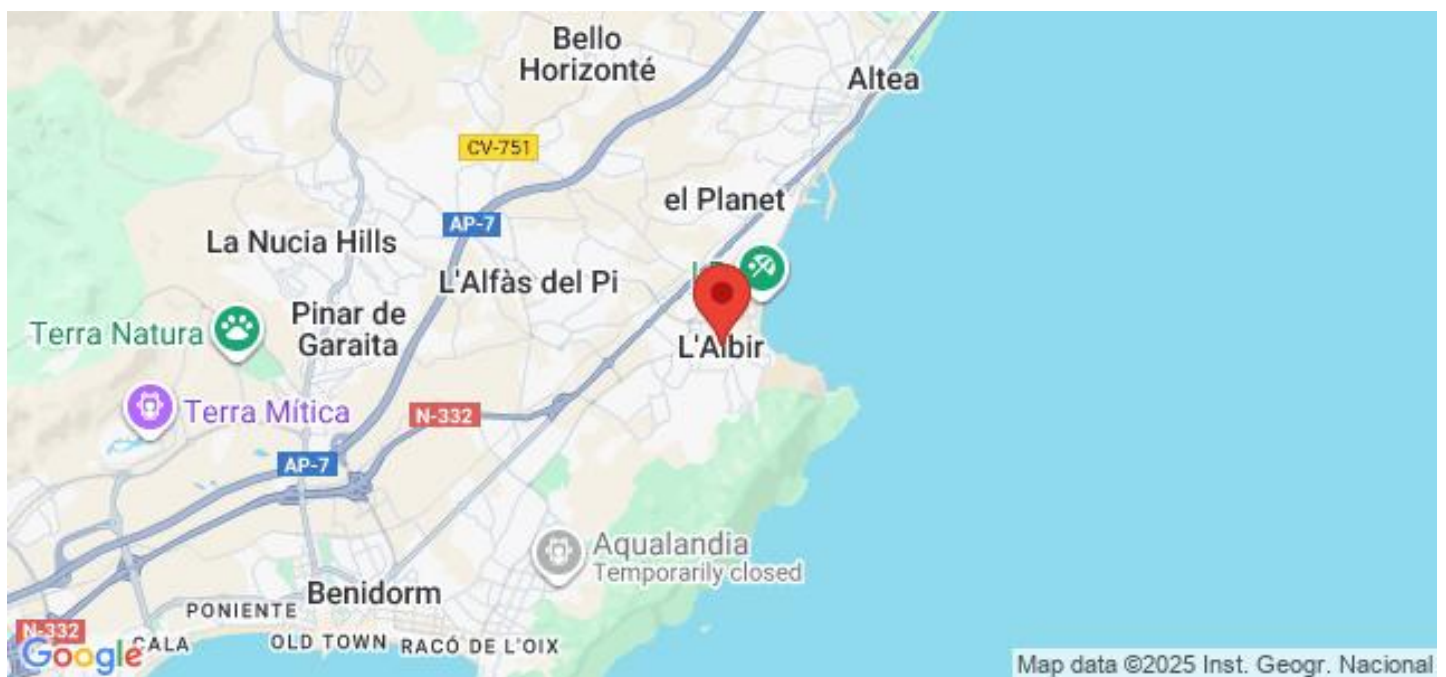 Bello
Horizonté
Altea
CV-751
el Planet
AP-7
La Nucia Hills
L'Alfàs del Pi
Terra Natura
Pinar de
Garaita
L'Albir
Terra Mítica
N-332
AP-7
Aqualandia
Temporarily closed
Benidorm
PONIENTE
N-332
CALA
OLD TOWN
RACÓ DE L'OIX
Google
Map data ©2025 Inst. Geogr. Nacional